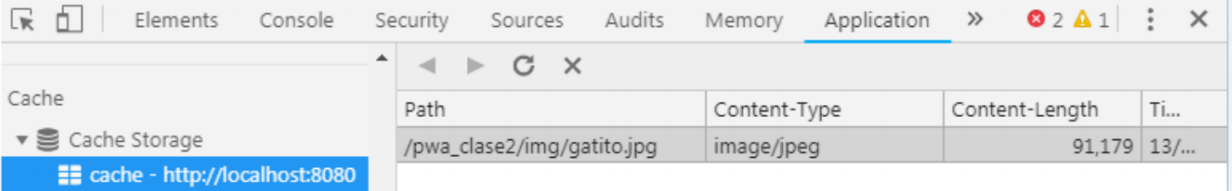 Elements Console Security Sources Audits Memory Application » 2 1
Cache
Path Content-Type Content-Length Ti...
Cache Storage
/pwa_clase2/img/gatito.jpg image/jpeg 91,179 13/...
cache - http://localhost:8080